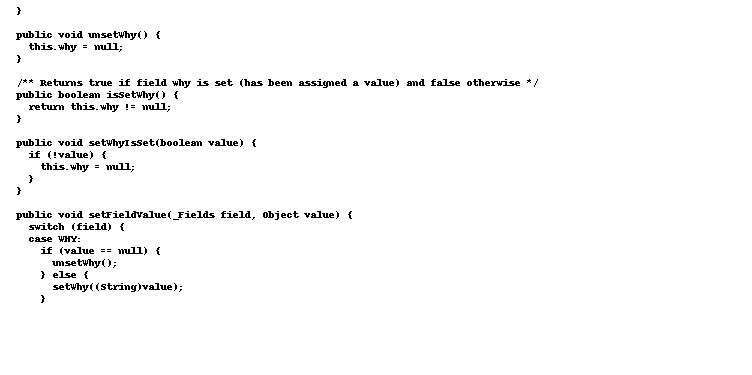 }

public void unsetWhy() {
  this.why = null;
}

/** Returns true if field why is set (has been assigned a value) and false otherwise */
public boolean isSetWhy() {
  return this.why != null;
}

public void setWhyIsSet(boolean value) {
  if (!value) {
    this.why = null;
  }
}

public void setFieldValue(_Fields field, Object value) {
  switch (field) {
  case WHY:
    if (value == null) {
      unsetWhy();
    } else {
      setWhy((String)value);
    }